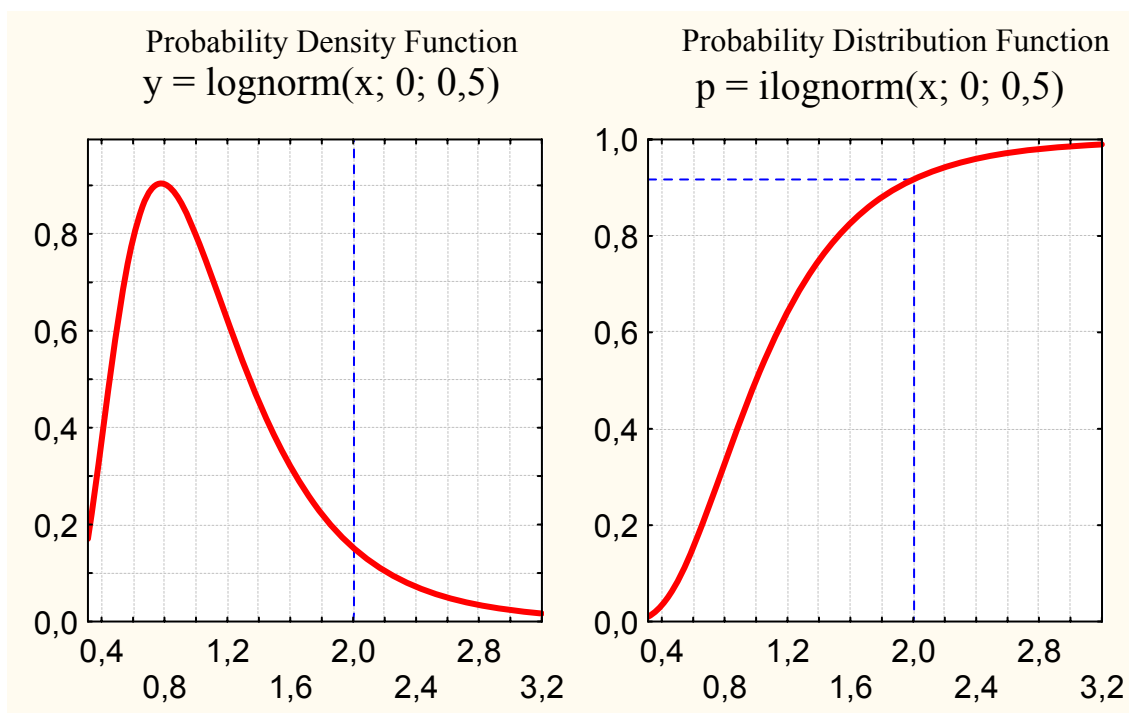 Probability Density Function
y = lognorm(x; 0; 0,5)
0,8
0,6
0,4
0,2
0,0
0,4 1,2 2,0 2,8
0,8 1,6 2,4 3,2
Probability Distribution Function
p = ilognorm(x; 0; 0,5)
1,0
0,8
0,6
0,4
0,2
0,0
0,4 1,2 2,0 2,8
0,8 1,6 2,4 3,2